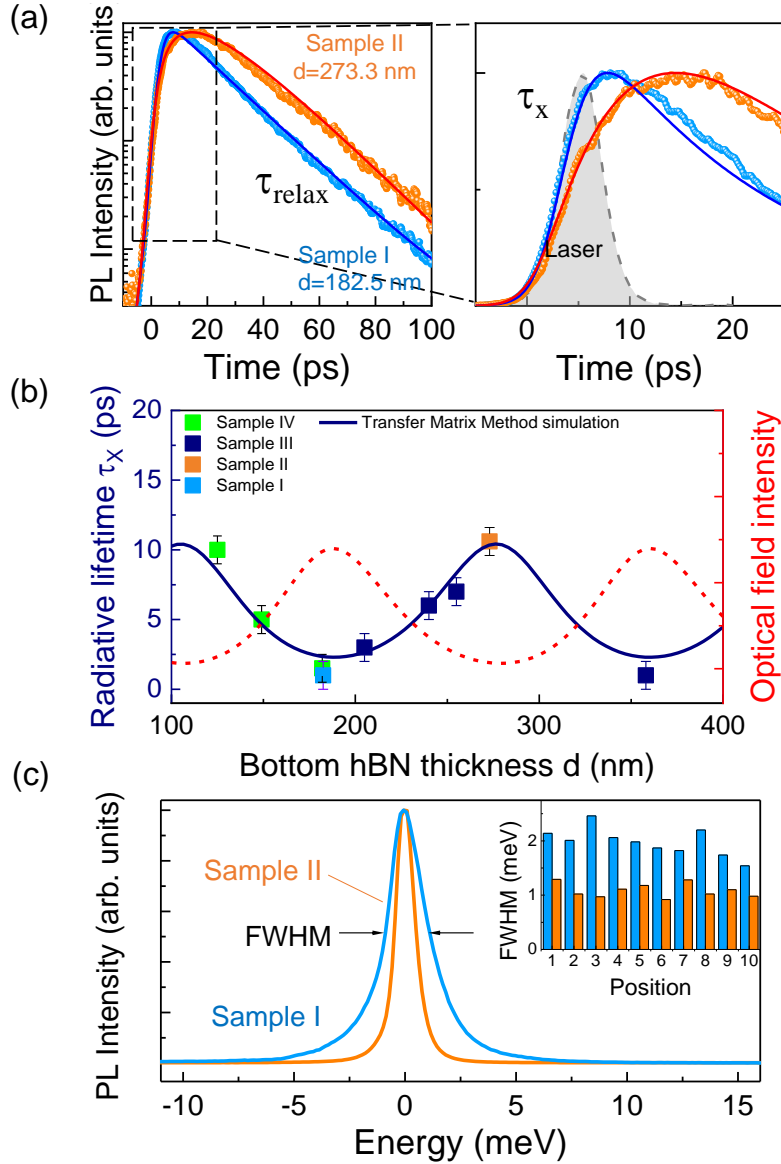 (a)
PL Intensity (arb. units)
Sample II
d=273.3 nm
τrelax
Sample I
d=182.5 nm
0 20 40 60 80 100
Time (ps)
τx
Laser
0 10 20
Time (ps)
(b)
Radiative lifetime τX (ps)
20
15
10
5
0
Sample IV
Sample III
Sample II
Sample I
Transfer Matrix Method simulation
Optical field intensity
100 200 300 400
Bottom hBN thickness d (nm)
(c)
PL Intensity (arb. units)
Sample II
FWHM
Sample I
-10 -5 0 5 10 15
Energy (meV)
FWHM (meV)
2
1
0
1 2 3 4 5 6 7 8 9 10
Position